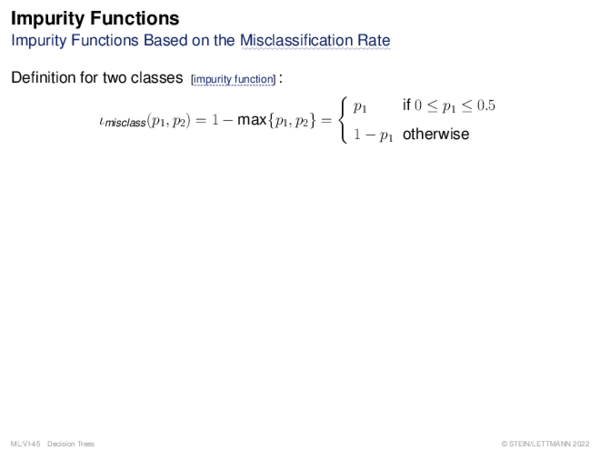 Impurity Functions
Impurity Functions Based on the Misclassification Rate
Definition for two classes [impurity function] :
ι_misclass(p₁, p₂) = 1 − max{p₁, p₂} = { p₁ if 0 ≤ p₁ ≤ 0.5
1 − p₁ otherwise
ML:VI-45 Decision Trees © STEIN/LETTMANN 2022